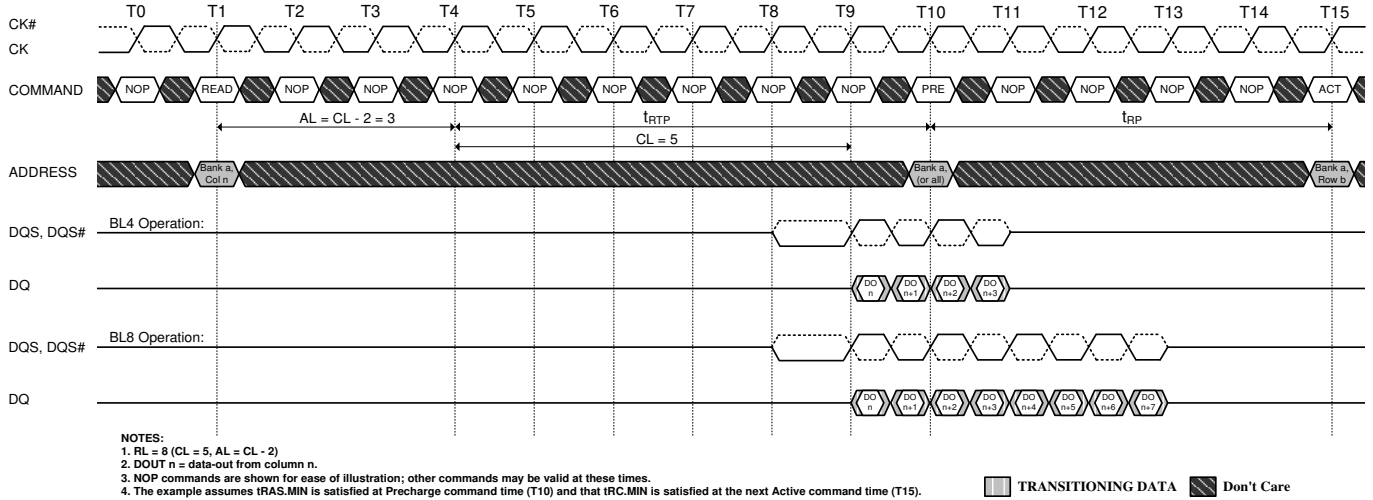 T0 T1 T2 T3 T4 T5 T6 T7 T8 T9 T10 T11 T12 T13 T14 T15
CK#
CK
COMMAND NOP READ NOP NOP NOP NOP NOP NOP NOP NOP PRE NOP NOP NOP NOP ACT
AL = CL - 2 = 3 tRTP tRP
CL = 5
ADDRESS Bank a, Col n Bank a, (or all) Bank a, Row b
BL4 Operation:
DQS, DQS#
DQ DO n DO n+1 DO n+2 DO n+3
BL8 Operation:
DQS, DQS#
DQ DO n DO n+1 DO n+2 DO n+3 DO n+4 DO n+5 DO n+6 DO n+7
NOTES:
1. RL = 8 (CL = 5, AL = CL - 2)
2. DOUT n = data-out from column n.
3. NOP commands are shown for ease of illustration; other commands may be valid at these times.
4. The example assumes tRAS.MIN is satisfied at Precharge command time (T10) and that tRC.MIN is satisfied at the next Active command time (T15).
TRANSITIONING DATA Don't Care